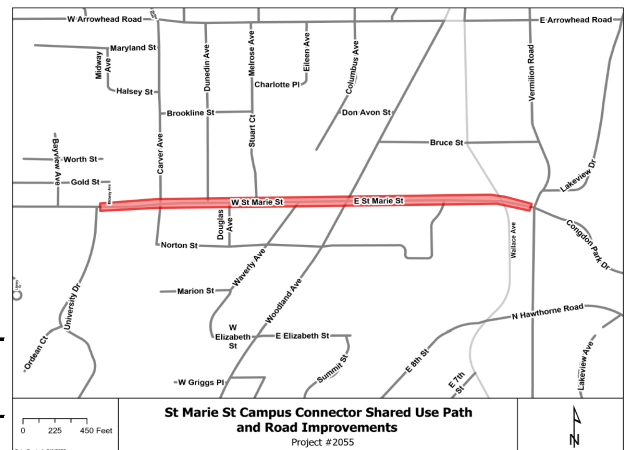 W Arrowhead Road
E Arrowhead Road
Maryland St
Midway
Ave
Halsey St
Dunedin Ave
Melrose Ave
Eileen Ave
Charlotte Pl
Columbus Ave
Vermilion Road
Brookline St
Don Avon St
Carver Ave
Stuart Ct
Bruce St
Bayview Ave
Worth St
Gold St
Lakeview Dr
W St Marie St
E St Marie St
Douglas
Ave
Norton St
Wallace Ave
Congdon Park Dr
University Dr
Waverly Ave
Marion St
Woodland Ave
N Hawthorne Road
W
Elizabeth
St
E Elizabeth St
Ordean Ct
Summit St
E 8th St
E 7th
St
Lakeview Ave
W Griggs Pl
0 225 450 Feet
St Marie St Campus Connector Shared Use Path
and Road Improvements
Project #2055
N